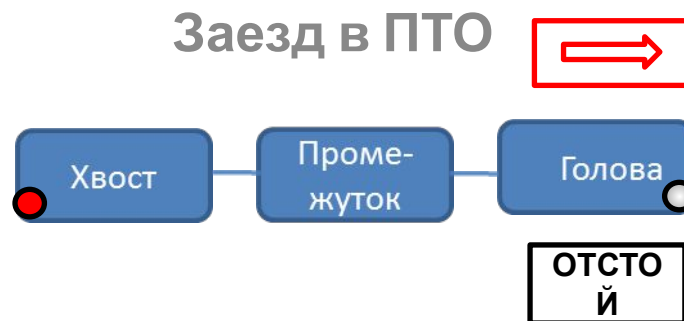 Заезд в ПТО
Хвост
Проме-
жуток
Голова
ОТСТО
Й